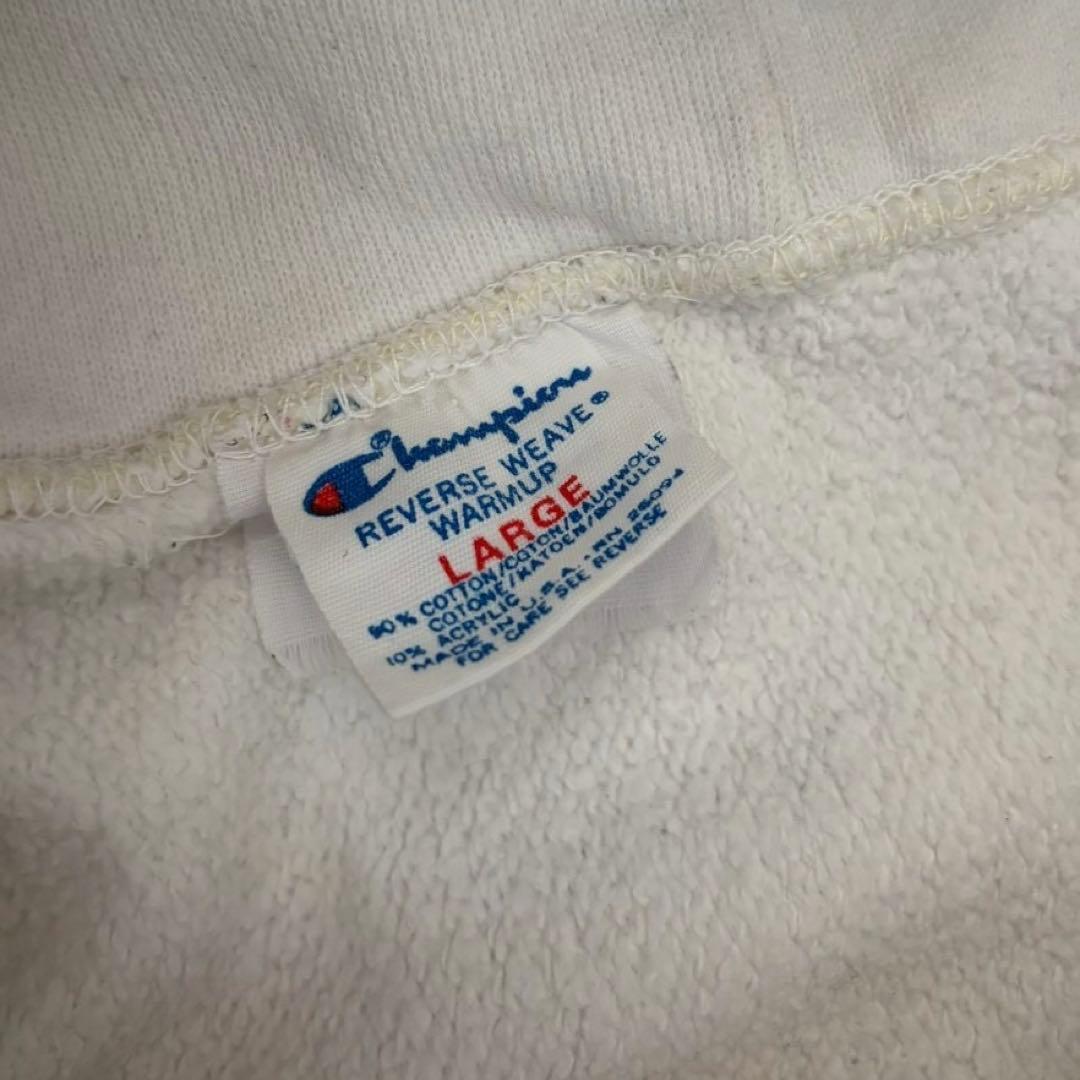 Champion®
REVERSE WEAVE®
WARMUP
LARGE
90% COTTON/COTON/BAUMWOLLE
COTONE/KATOEN/BOMULD
10% ACRYLIC
MADE IN U.S.A. · RN 26094
FOR CARE SEE REVERSE